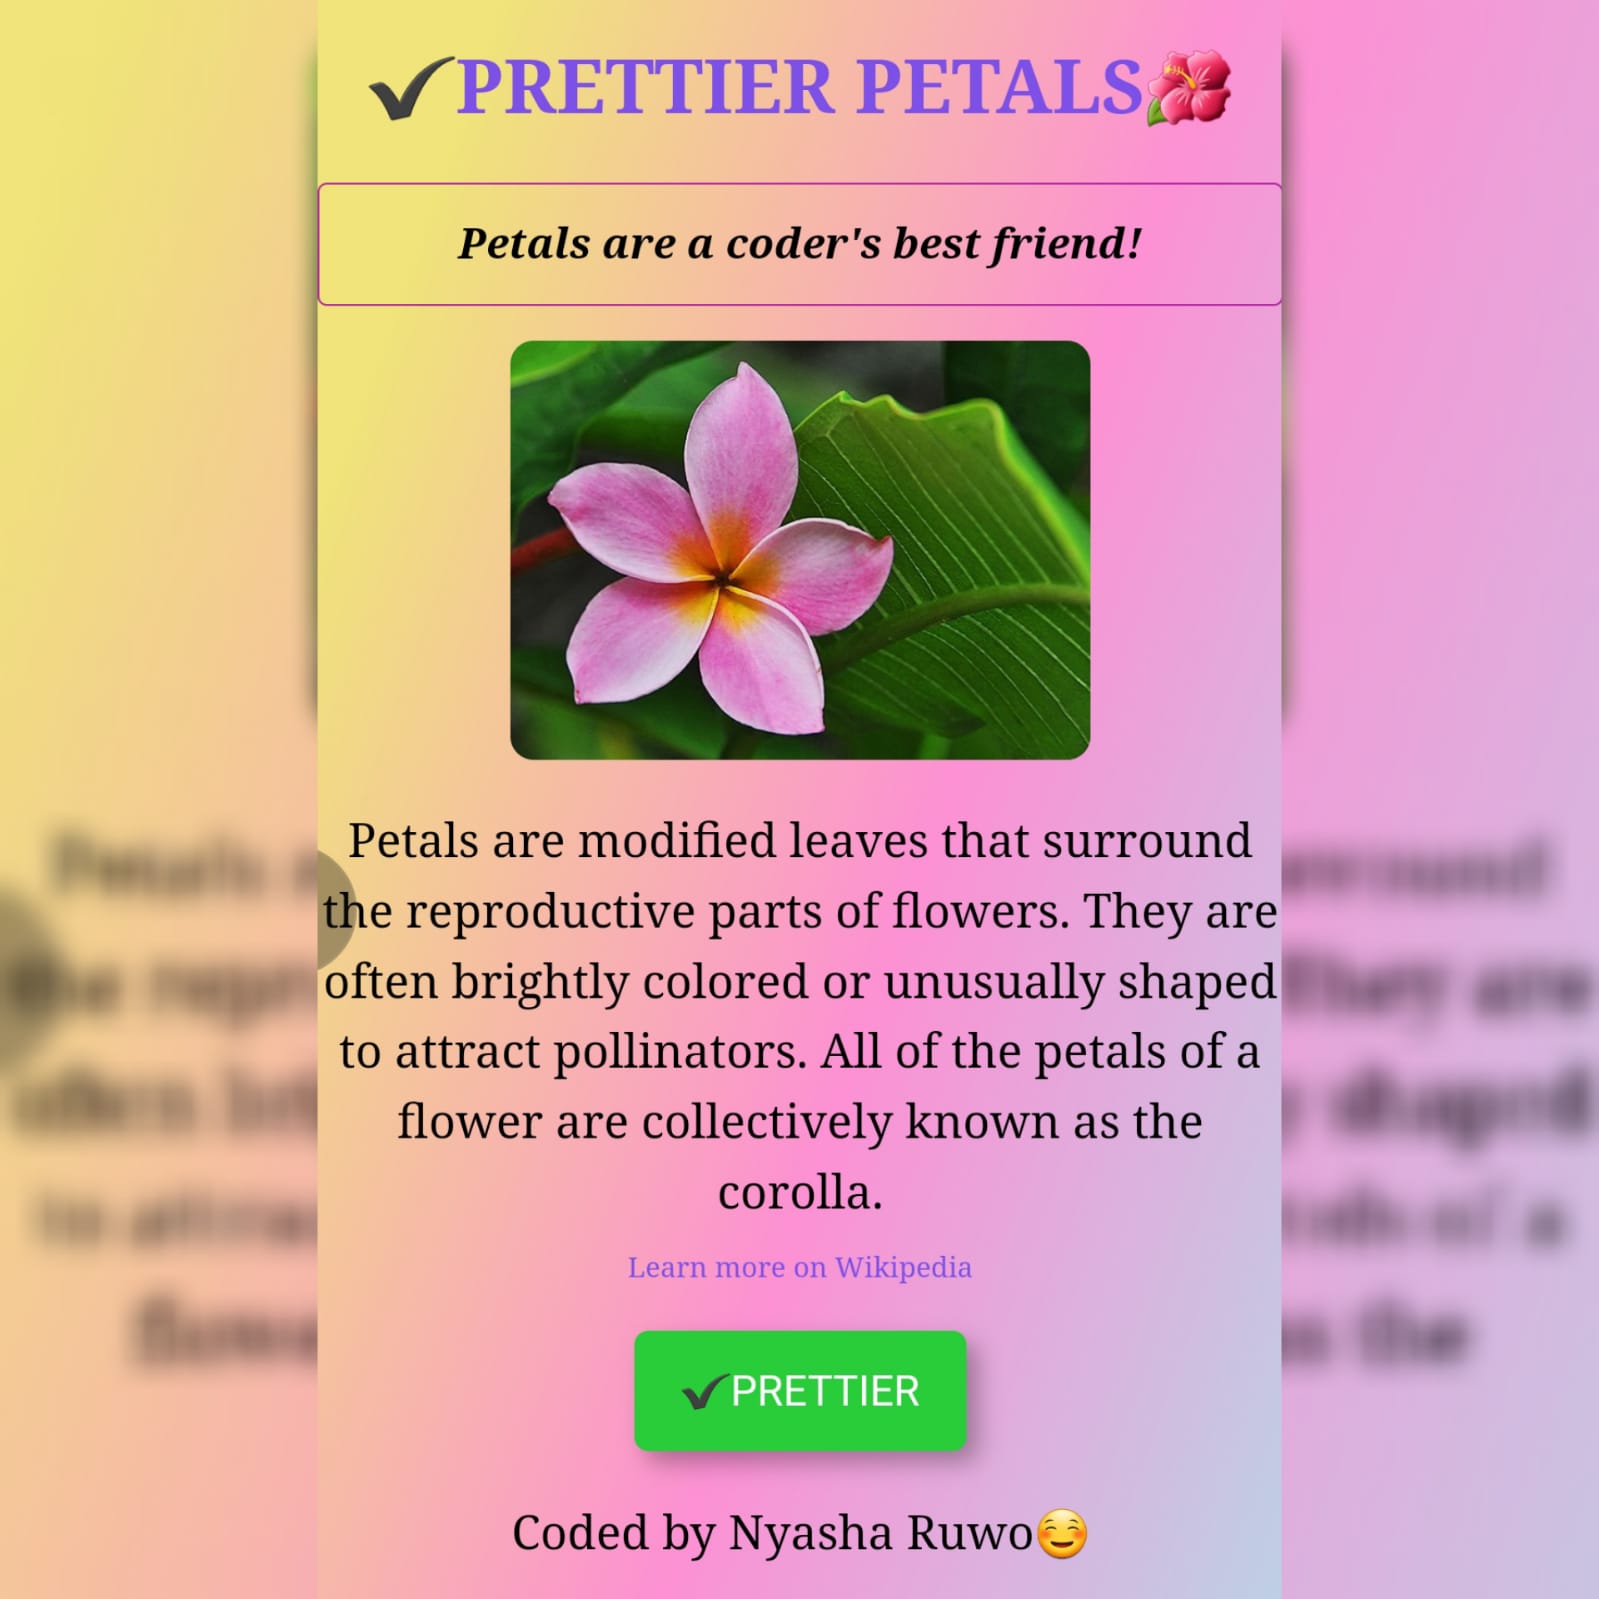 ✔️PRETTIER PETALS🌺
Petals are a coder's best friend!
Petals are modified leaves that surround
the reproductive parts of flowers. They are
often brightly colored or unusually shaped
to attract pollinators. All of the petals of a
flower are collectively known as the
corolla.
Learn more on Wikipedia
✔️PRETTIER
Coded by Nyasha Ruwo☺️